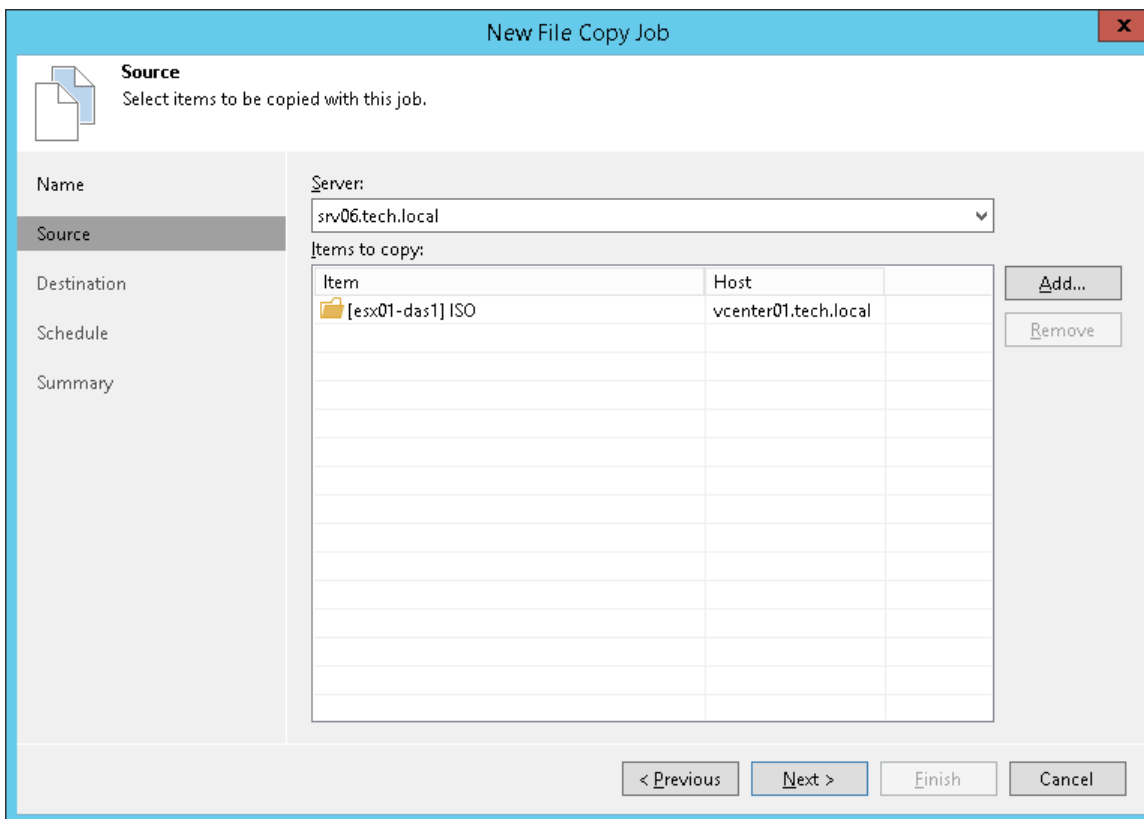 New File Copy Job
x
Source
Select items to be copied with this job.
Name
Source
Destination
Schedule
Summary
Server:
srv06.tech.local
Items to copy:
Item Host
[esx01-das1] ISO vcenter01.tech.local
Add...
Remove
< Previous Next > Finish Cancel